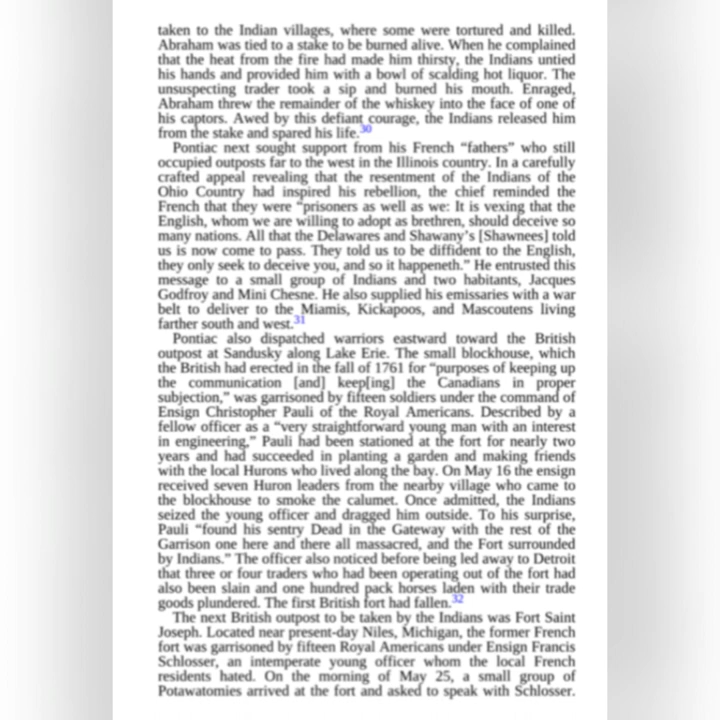 taken to the Indian villages, where some were tortured and killed.
Abraham was tied to a stake to be burned alive. When he complained
that the heat from the fire had made him thirsty, the Indians untied
his hands and provided him with a bowl of scalding hot liquor. The
unsuspecting trader took a sip and burned his mouth. Enraged,
Abraham threw the remainder of the whiskey into the face of one of
his captors. Awed by this defiant courage, the Indians released him
from the stake and spared his life.30
Pontiac next sought support from his French “fathers” who still
occupied outposts far to the west in the Illinois country. In a carefully
crafted appeal revealing that the resentment of the Indians of the
Ohio Country had inspired his rebellion, the chief reminded the
French that they were “prisoners as well as we: It is vexing that the
English, whom we are willing to adopt as brethren, should deceive so
many nations. All that the Delawares and Shawany’s [Shawnees] told
us is now come to pass. They told us to be diffident to the English,
they only seek to deceive you, and so it happeneth.” He entrusted this
message to a small group of Indians and two habitants, Jacques
Godfroy and Mini Chesne. He also supplied his emissaries with a war
belt to deliver to the Miamis, Kickapoos, and Mascoutens living
farther south and west.31
Pontiac also dispatched warriors eastward toward the British
outpost at Sandusky along Lake Erie. The small blockhouse, which
the British had erected in the fall of 1761 for “purposes of keeping up
the communication [and] keep[ing] the Canadians in proper
subjection,” was garrisoned by fifteen soldiers under the command of
Ensign Christopher Pauli of the Royal Americans. Described by a
fellow officer as a “very straightforward young man with an interest
in engineering,” Pauli had been stationed at the fort for nearly two
years and had succeeded in planting a garden and making friends
with the local Hurons who lived along the bay. On May 16 the ensign
received seven Huron leaders from the nearby village who came to
the blockhouse to smoke the calumet. Once admitted, the Indians
seized the young officer and dragged him outside. To his surprise,
Pauli “found his sentry Dead in the Gateway with the rest of the
Garrison one here and there all massacred, and the Fort surrounded
by Indians.” The officer also noticed before being led away to Detroit
that three or four traders who had been operating out of the fort had
also been slain and one hundred pack horses laden with their trade
goods plundered. The first British fort had fallen.32
The next British outpost to be taken by the Indians was Fort Saint
Joseph. Located near present-day Niles, Michigan, the former French
fort was garrisoned by fifteen Royal Americans under Ensign Francis
Schlosser, an intemperate young officer whom the local French
residents hated. On the morning of May 25, a small group of
Potawatomies arrived at the fort and asked to speak with Schlosser.